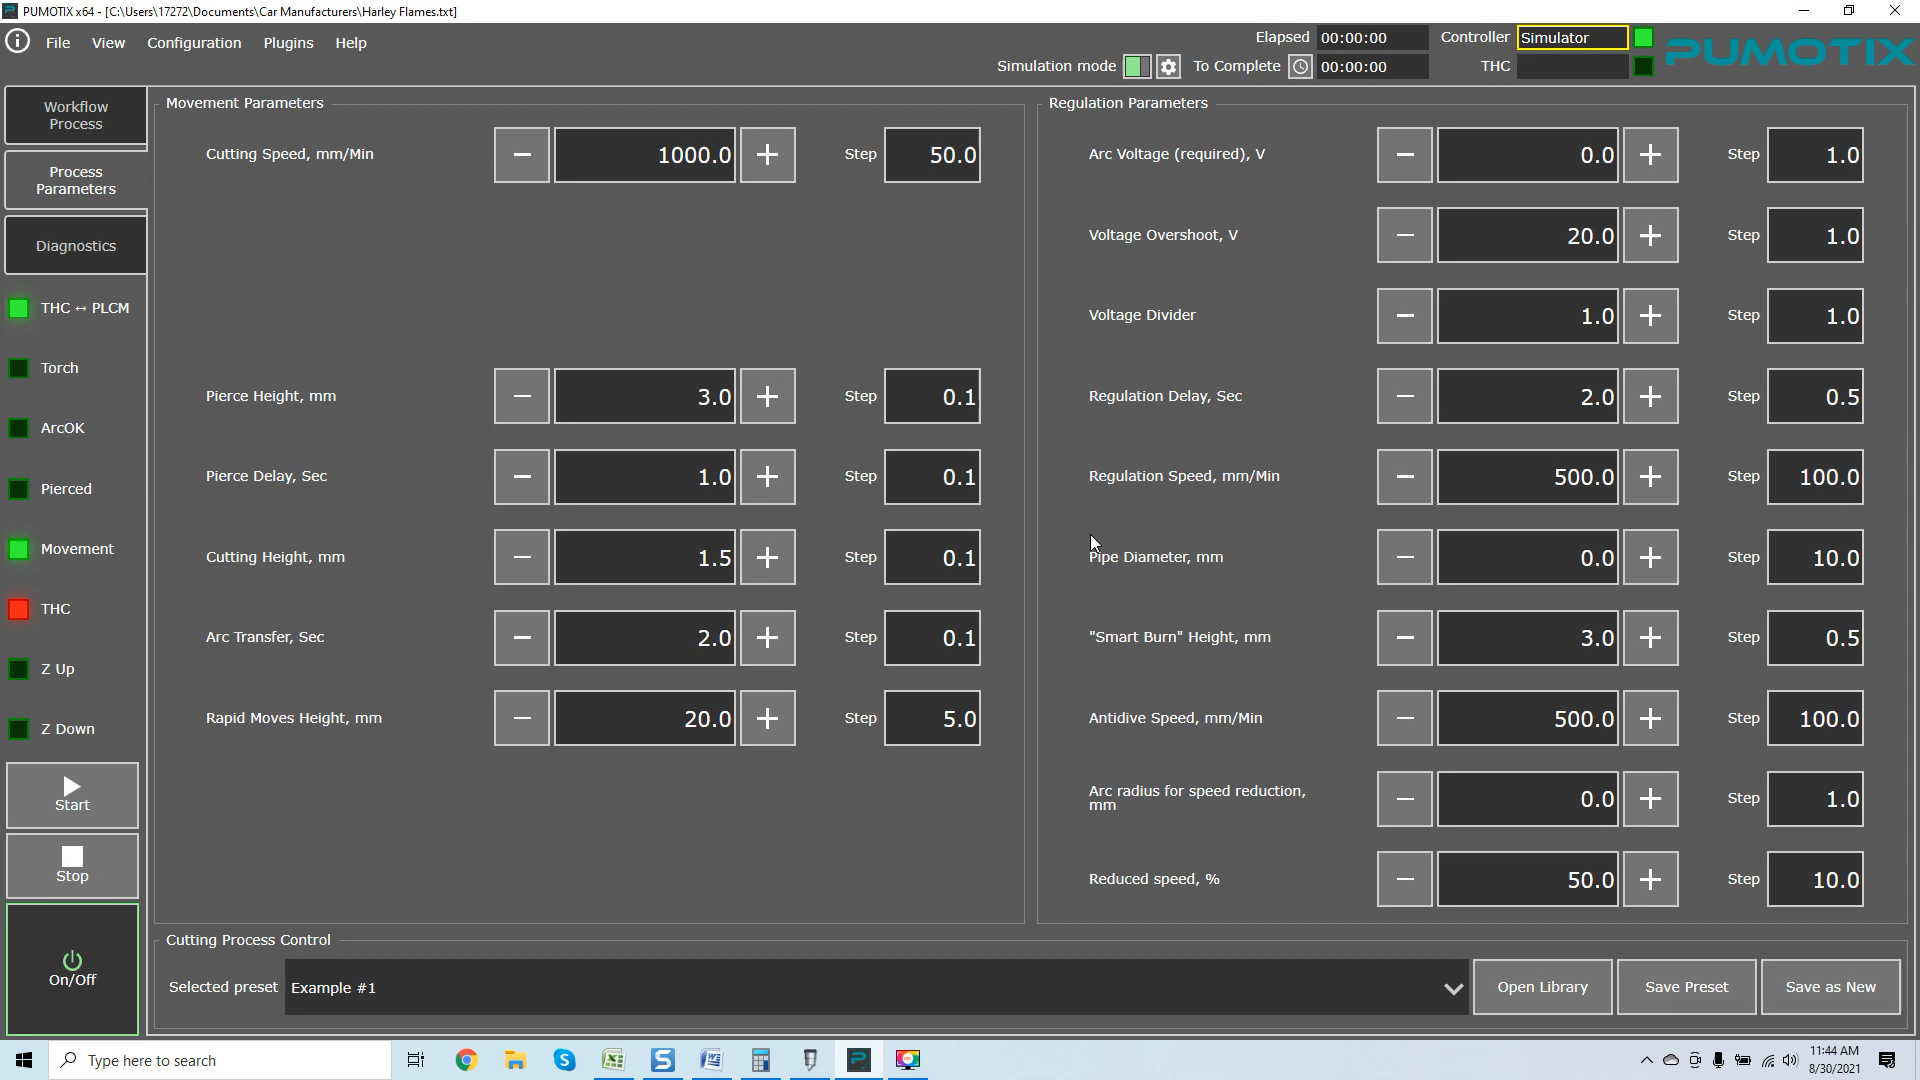 PUMOTIX x64 - [C:\Users\17272\Documents\Car Manufacturers\Harley Flames.txt]
File View Configuration Plugins Help
Elapsed 00:00:00 Controller Simulator
Simulation mode To Complete 00:00:00 THC
PUMOTIX
Workflow
Process
Process
Parameters
Diagnostics
THC ↔ PLCM
Torch
ArcOK
Pierced
Movement
THC
Z Up
Z Down
Start
Stop
On/Off
Movement Parameters
Cutting Speed, mm/Min − 1000.0 + Step 50.0
Pierce Height, mm − 3.0 + Step 0.1
Pierce Delay, Sec − 1.0 + Step 0.1
Cutting Height, mm − 1.5 + Step 0.1
Arc Transfer, Sec − 2.0 + Step 0.1
Rapid Moves Height, mm − 20.0 + Step 5.0
Regulation Parameters
Arc Voltage (required), V − 0.0 + Step 1.0
Voltage Overshoot, V − 20.0 + Step 1.0
Voltage Divider − 1.0 + Step 1.0
Regulation Delay, Sec − 2.0 + Step 0.5
Regulation Speed, mm/Min − 500.0 + Step 100.0
Pipe Diameter, mm − 0.0 + Step 10.0
"Smart Burn" Height, mm − 3.0 + Step 0.5
Antidive Speed, mm/Min − 500.0 + Step 100.0
Arc radius for speed reduction,
mm − 0.0 + Step 1.0
Reduced speed, % − 50.0 + Step 10.0
Cutting Process Control
Selected preset Example #1 Open Library Save Preset Save as New
Type here to search
11:44 AM
8/30/2021